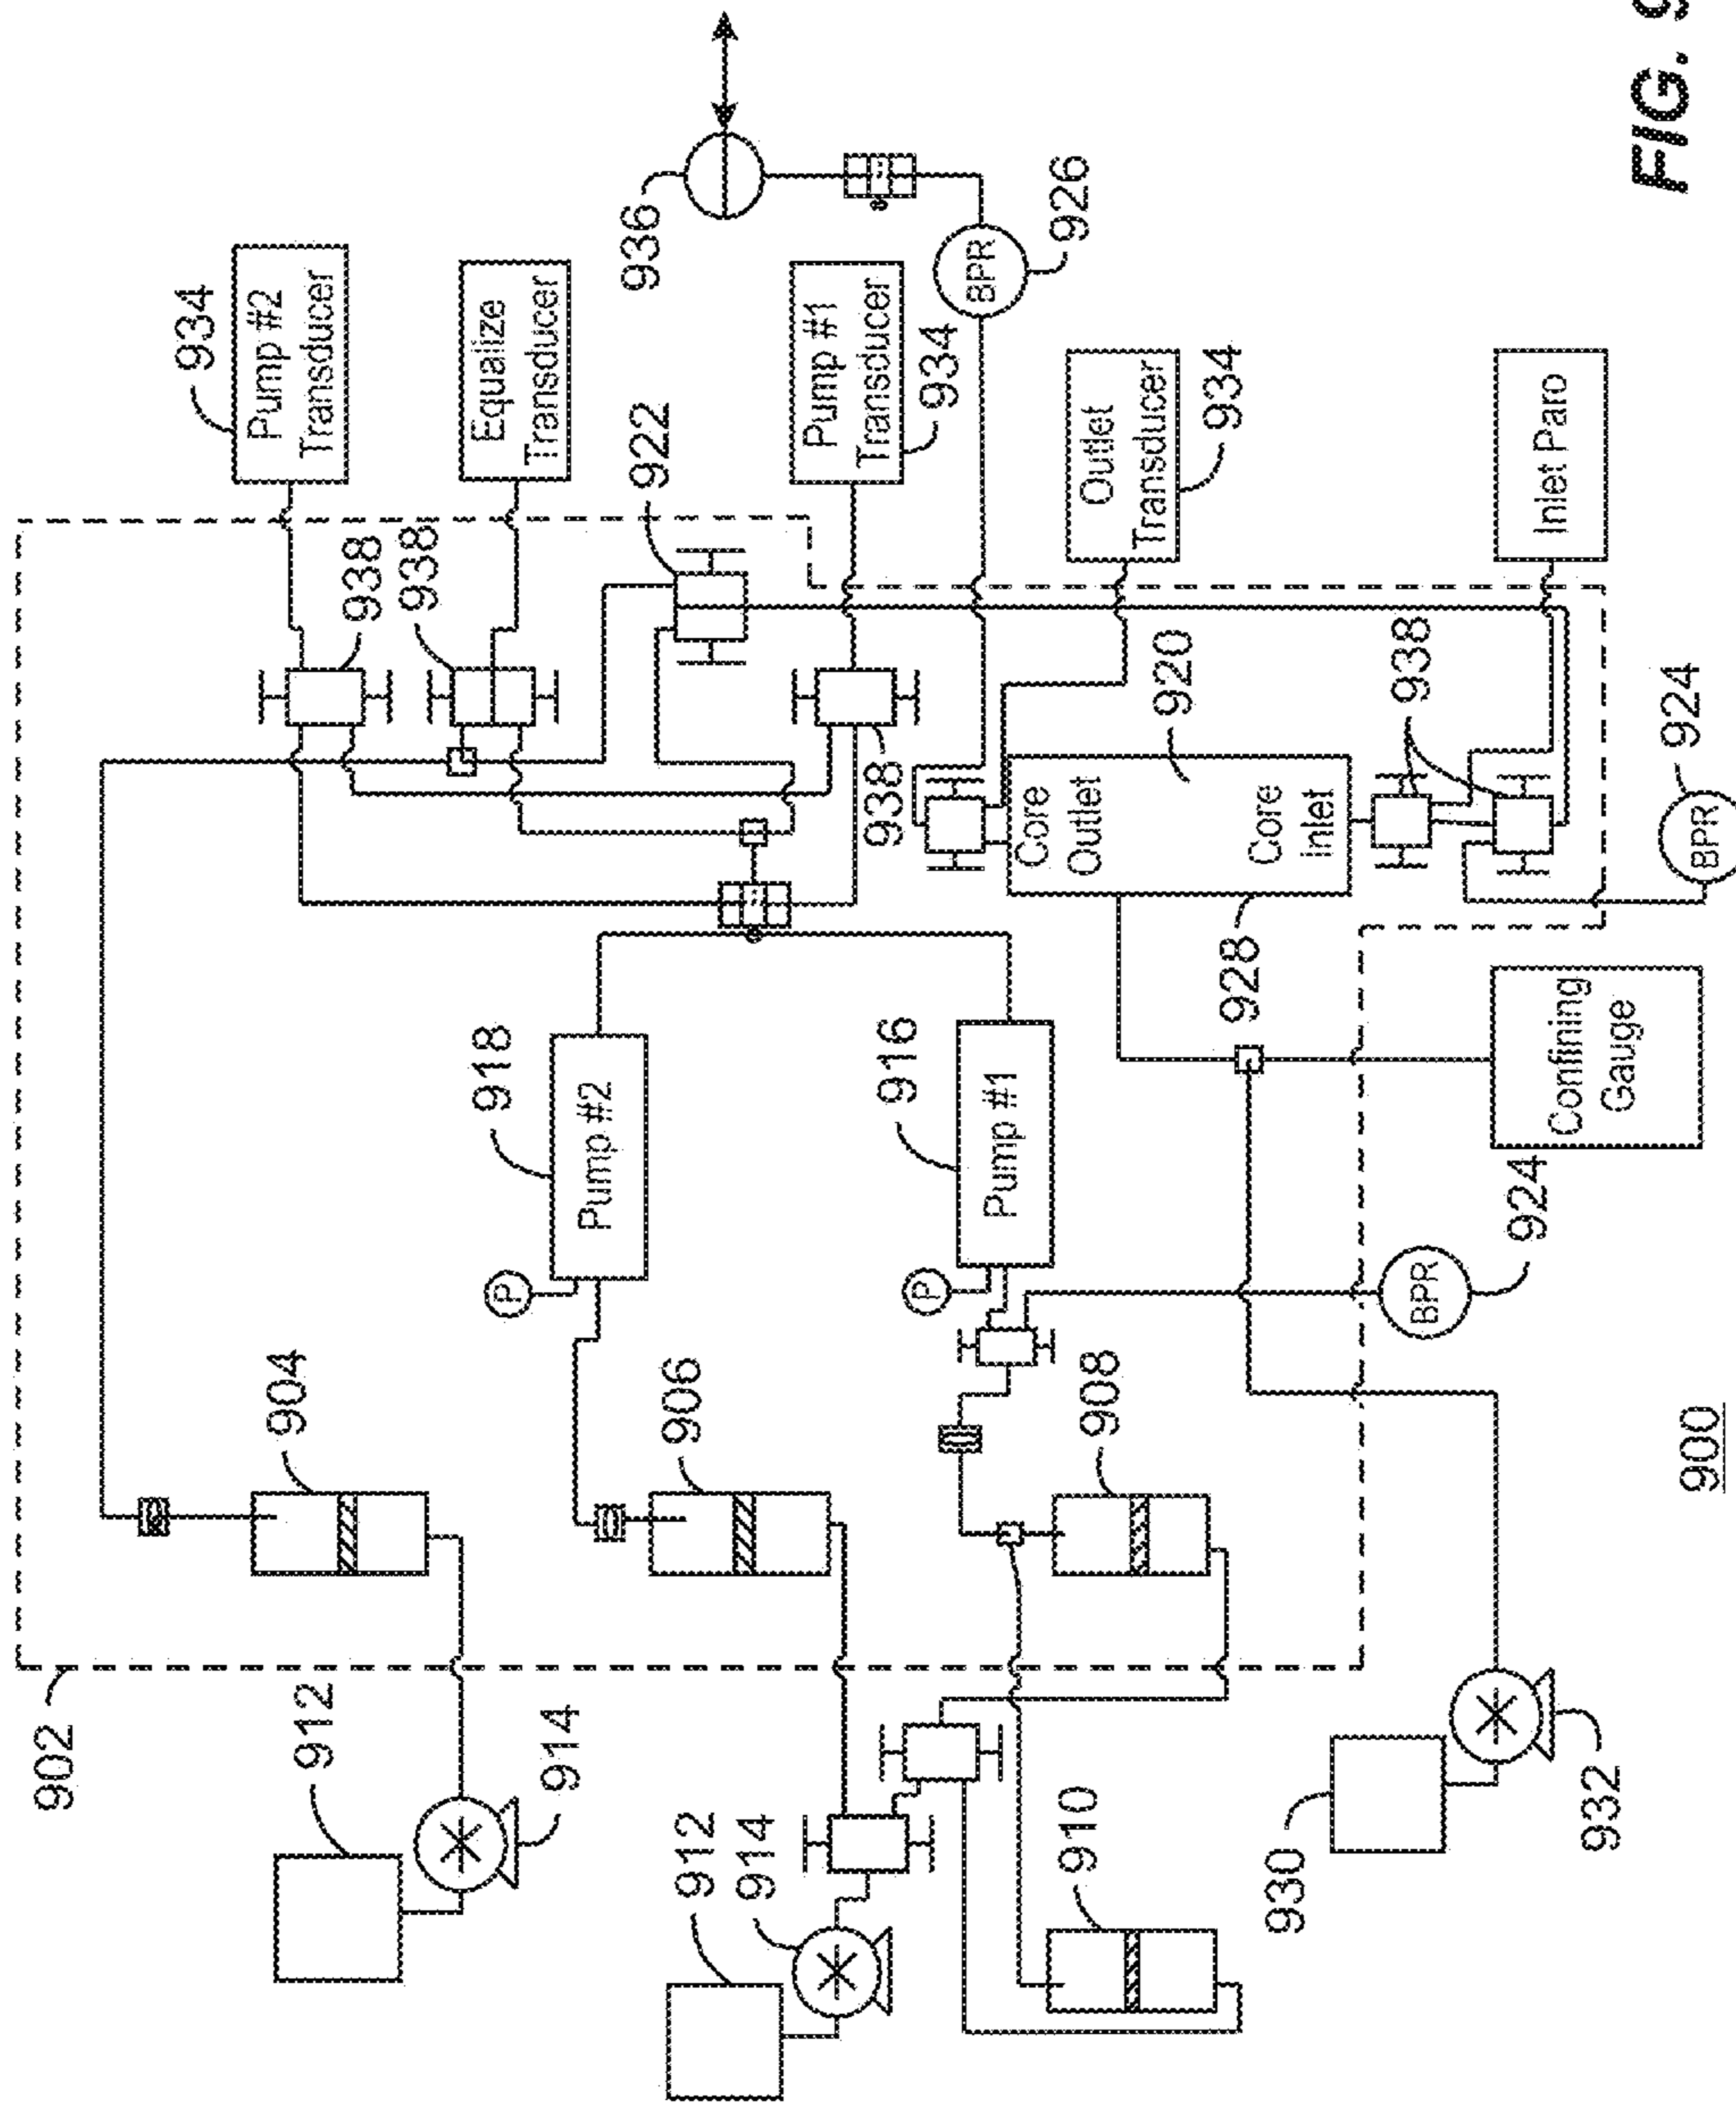 902
934
Pump #2
Transducer
912
904
938
938
Equalize
Transducer
918
P
914
Pump #2
936
922
906
912
914
Pump #1
Transducer
938
916
P
934
BPR
Pump #1
Core
Outlet
926
910
908
Outlet
Transducer
920
934
928
Core
Inlet
930
938
BPR
924
Inlet Paro
Confining
Gauge
932
924
BPR
900
FIG. 9